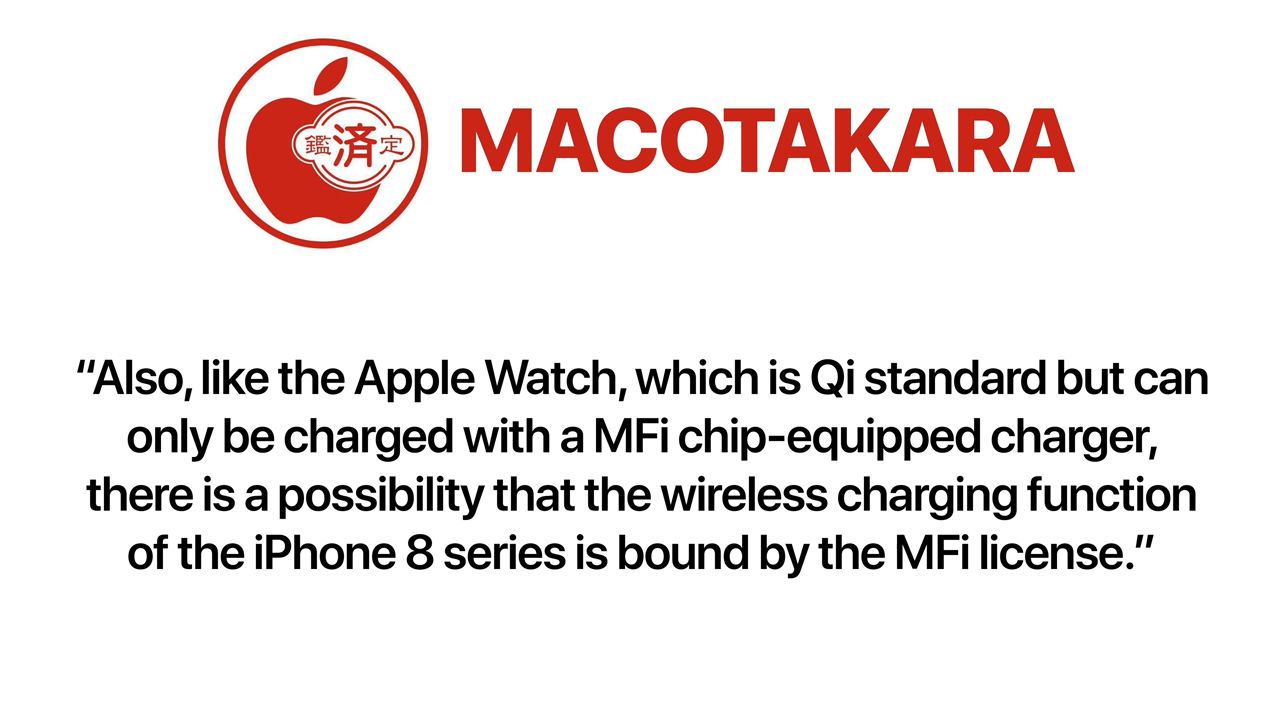 鑑済定
MACOTAKARA
“Also, like the Apple Watch, which is Qi standard but can
only be charged with a MFi chip-equipped charger,
there is a possibility that the wireless charging function
of the iPhone 8 series is bound by the MFi license.”